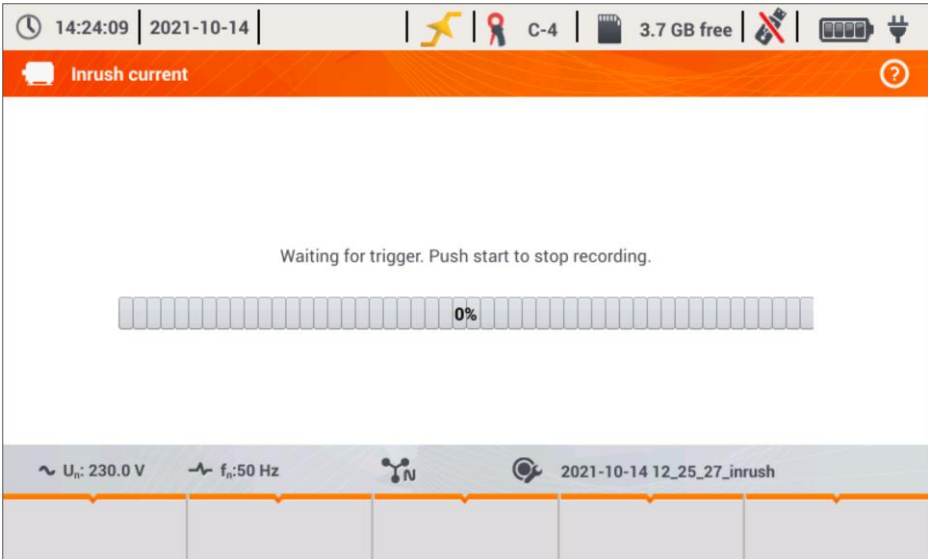 14:24:09 2021-10-14 C-4 3.7 GB free
Inrush current ?
Waiting for trigger. Push start to stop recording.
0%
Uₙ: 230.0 V fₙ:50 Hz N 2021-10-14 12_25_27_inrush